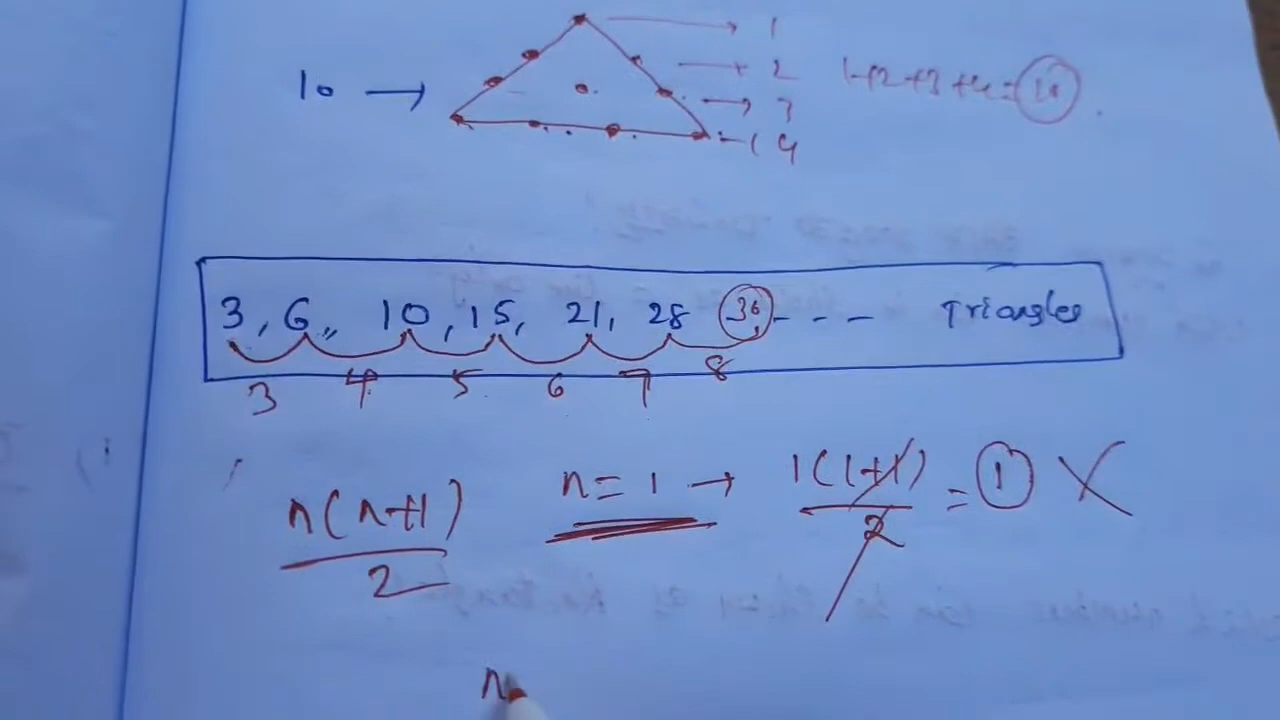 1
2
10 → 1+2+3+4=10
3
4
3, 6,, 10, 15, 21, 28 36 - - - Triangles
3 4 5 6 7 8
n(n+1)/2 n=1 → 1(1+1)/2 = 1 X
n